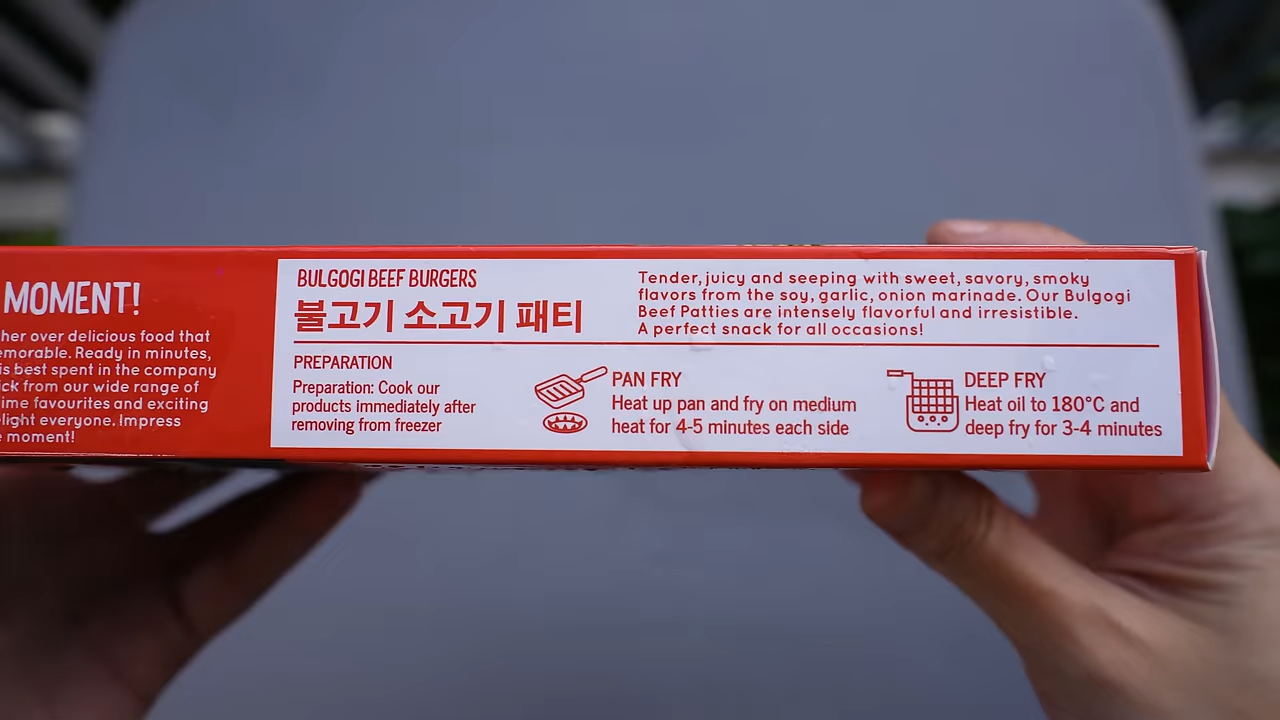 MOMENT!
her over delicious food that
emorable. Ready in minutes,
is best spent in the company
ick from our wide range of
ime favourites and exciting
light everyone. Impress
moment!
BULGOGI BEEF BURGERS
불고기 소고기 패티
Tender, juicy and seeping with sweet, savory, smoky
flavors from the soy, garlic, onion marinade. Our Bulgogi
Beef Patties are intensely flavorful and irresistible.
A perfect snack for all occasions!
PREPARATION
Preparation: Cook our
products immediately after
removing from freezer
PAN FRY
Heat up pan and fry on medium
heat for 4-5 minutes each side
DEEP FRY
Heat oil to 180°C and
deep fry for 3-4 minutes